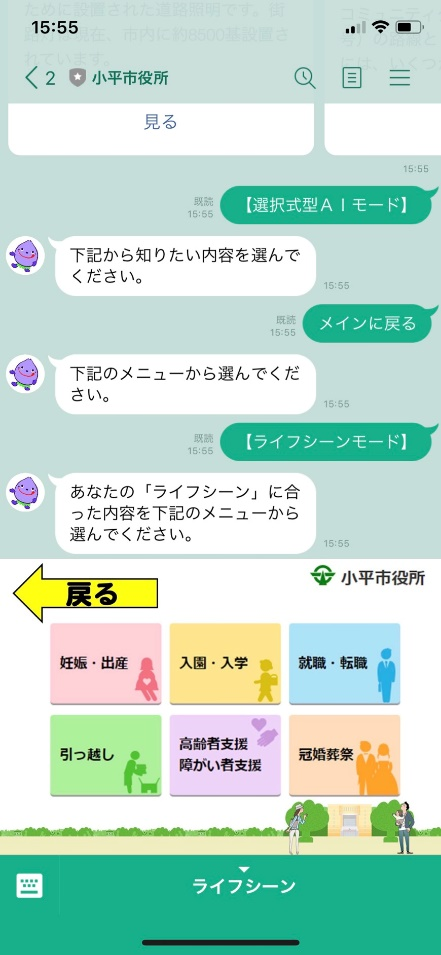 ために設置された道路照明です。街
現在、市内に約8500基設置さ
れています。
コミュニティ
15:55
2 小平市役所
見る
15:55
既読
15:55
【選択式型ＡＩモード】
下記から知りたい内容を選んで
ください。
15:55
既読
15:55
メインに戻る
下記のメニューから選んでくだ
さい。
15:55
既読
15:55
【ライフシーンモード】
あなたの「ライフシーン」に合
った内容を下記のメニューから
選んでください。
15:55
戻る
小平市役所
妊娠・出産
入園・入学
就職・転職
引っ越し
高齢者支援
障がい者支援
冠婚葬祭
ライフシーン